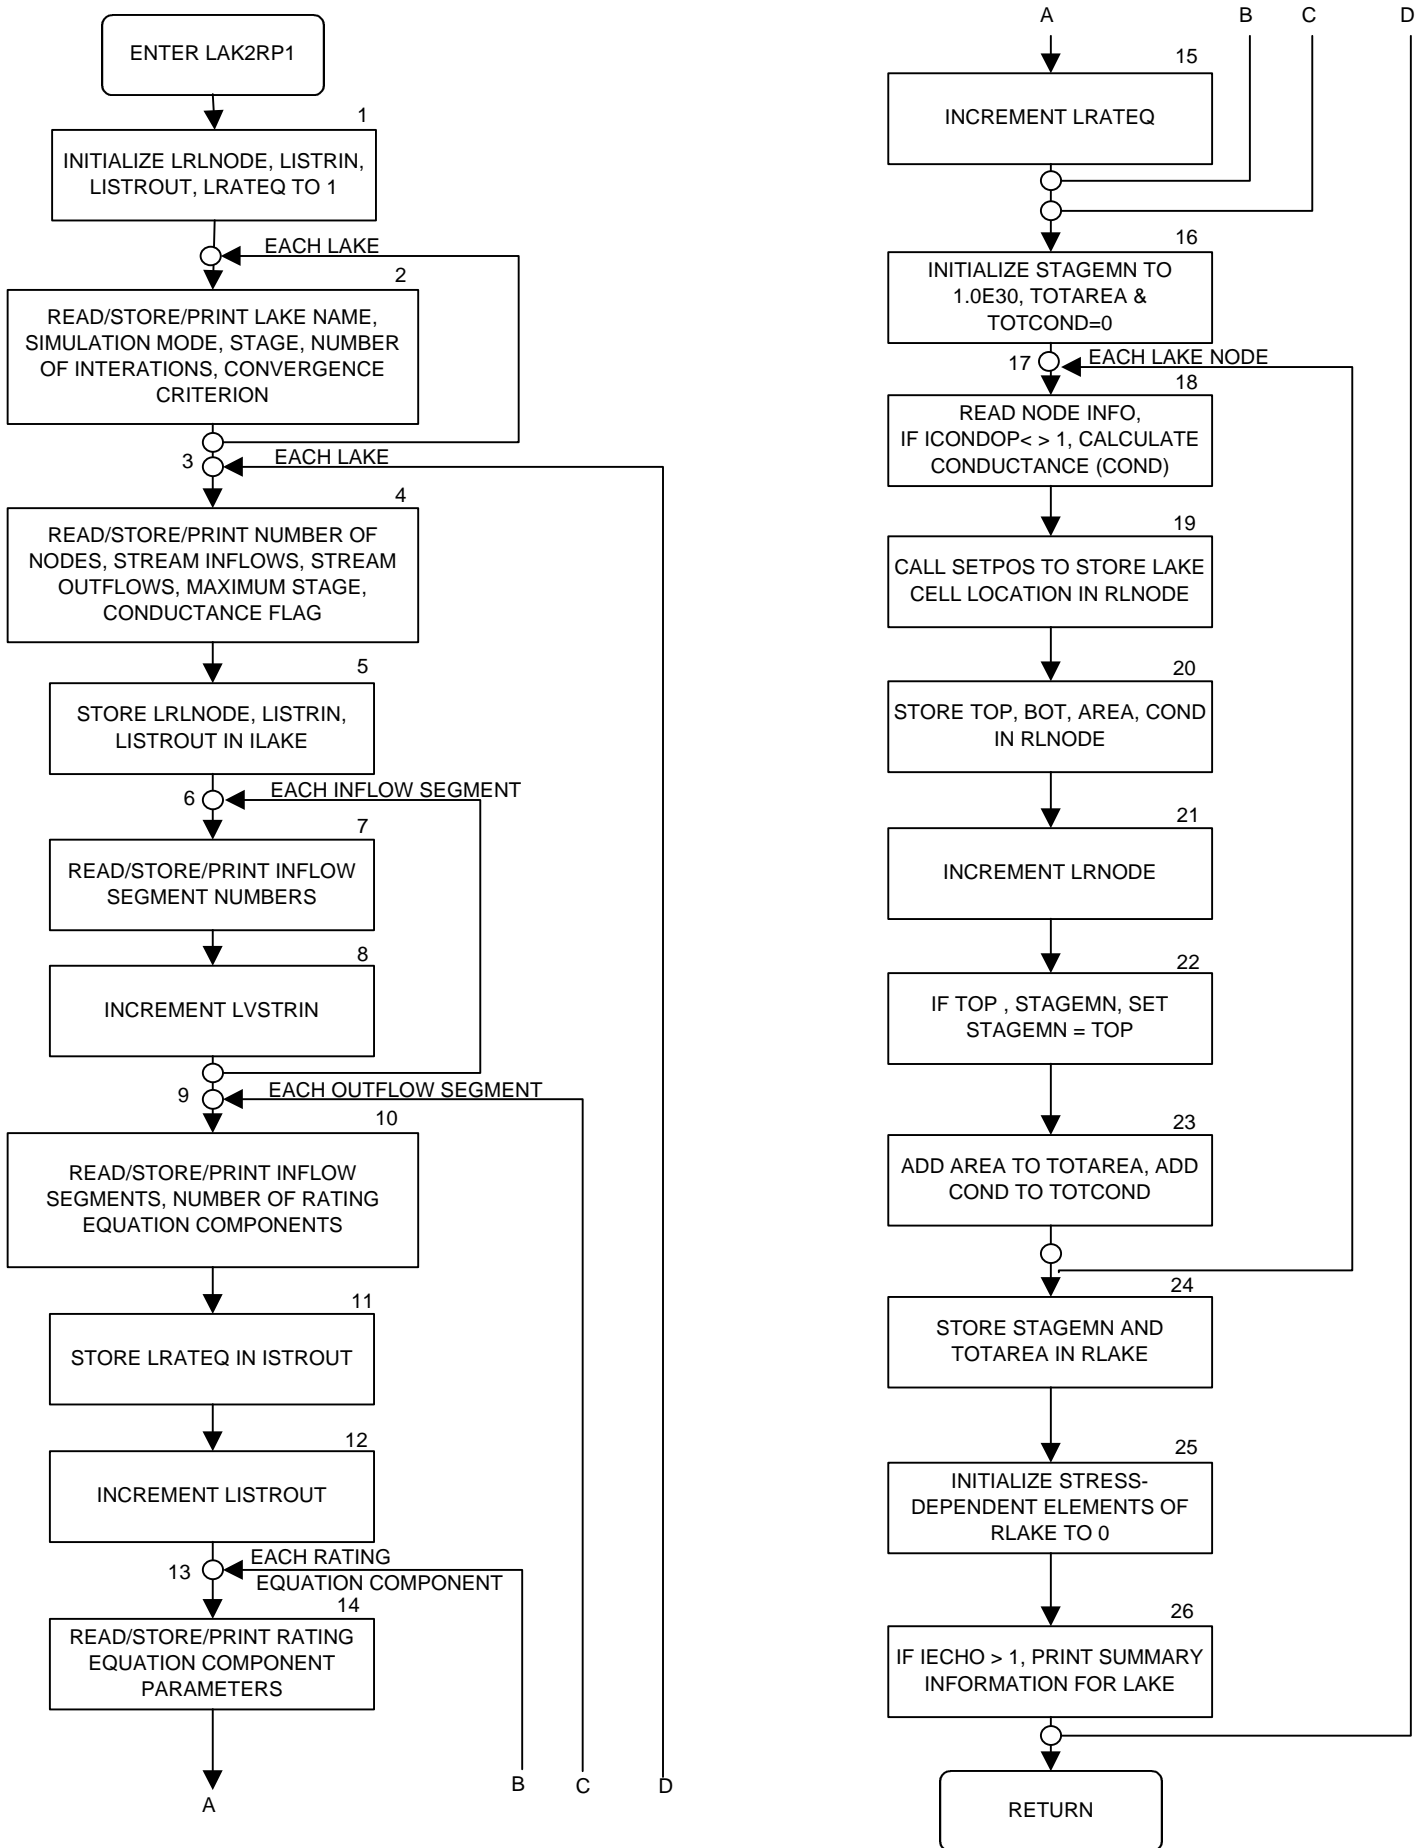 ENTER LAK2RP1
1
INITIALIZE LRLNODE, LISTRIN,
LISTROUT, LRATEQ TO 1
EACH LAKE
2
READ/STORE/PRINT LAKE NAME,
SIMULATION MODE, STAGE, NUMBER
OF INTERATIONS, CONVERGENCE
CRITERION
3
EACH LAKE
4
READ/STORE/PRINT NUMBER OF
NODES, STREAM INFLOWS, STREAM
OUTFLOWS, MAXIMUM STAGE,
CONDUCTANCE FLAG
5
STORE LRLNODE, LISTRIN,
LISTROUT IN ILAKE
6
EACH INFLOW SEGMENT
7
READ/STORE/PRINT INFLOW
SEGMENT NUMBERS
8
INCREMENT LVSTRIN
9
EACH OUTFLOW SEGMENT
10
READ/STORE/PRINT INFLOW
SEGMENTS, NUMBER OF RATING
EQUATION COMPONENTS
11
STORE LRATEQ IN ISTROUT
12
INCREMENT LISTROUT
13
EACH RATING
EQUATION COMPONENT
14
READ/STORE/PRINT RATING
EQUATION COMPONENT
PARAMETERS
A
B
C
D
A
B
C
D
15
INCREMENT LRATEQ
16
INITIALIZE STAGEMN TO
1.0E30, TOTAREA &
TOTCOND=0
17
EACH LAKE NODE
18
READ NODE INFO,
IF ICONDOP< > 1, CALCULATE
CONDUCTANCE (COND)
19
CALL SETPOS TO STORE LAKE
CELL LOCATION IN RLNODE
20
STORE TOP, BOT, AREA, COND
IN RLNODE
21
INCREMENT LRNODE
22
IF TOP , STAGEMN, SET
STAGEMN = TOP
23
ADD AREA TO TOTAREA, ADD
COND TO TOTCOND
24
STORE STAGEMN AND
TOTAREA IN RLAKE
25
INITIALIZE STRESS-
DEPENDENT ELEMENTS OF
RLAKE TO 0
26
IF IECHO > 1, PRINT SUMMARY
INFORMATION FOR LAKE
RETURN